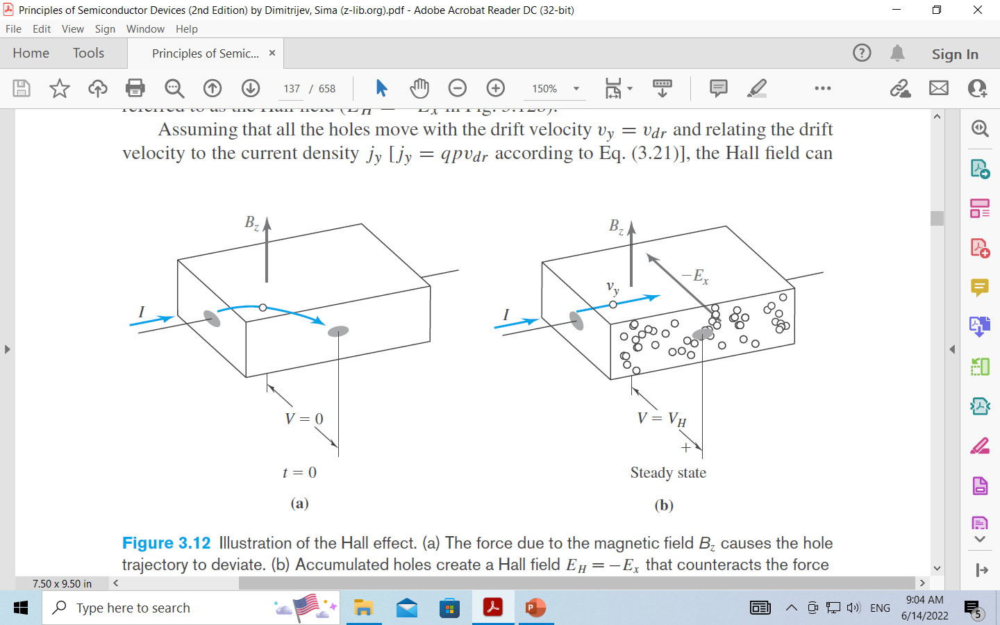 Principles of Semiconductor Devices (2nd Edition) by Dimitrijev, Sima (z-lib.org).pdf - Adobe Acrobat Reader DC (32-bit)
File Edit View Sign Window Help
Home Tools Principles of Semic... × Sign In
137 / 658 150%
Assuming that all the holes move with the drift velocity v_y = v_dr and relating the drift
velocity to the current density j_y [j_y = qpv_dr according to Eq. (3.21)], the Hall field can
B_z
I
V = 0
t = 0
(a)
B_z
−E_x
v_y
I
V = V_H
+
Steady state
(b)
Figure 3.12 Illustration of the Hall effect. (a) The force due to the magnetic field B_z causes the hole
trajectory to deviate. (b) Accumulated holes create a Hall field E_H = −E_x that counteracts the force
7.50 x 9.50 in
Type here to search
ENG
9:04 AM
6/14/2022
5